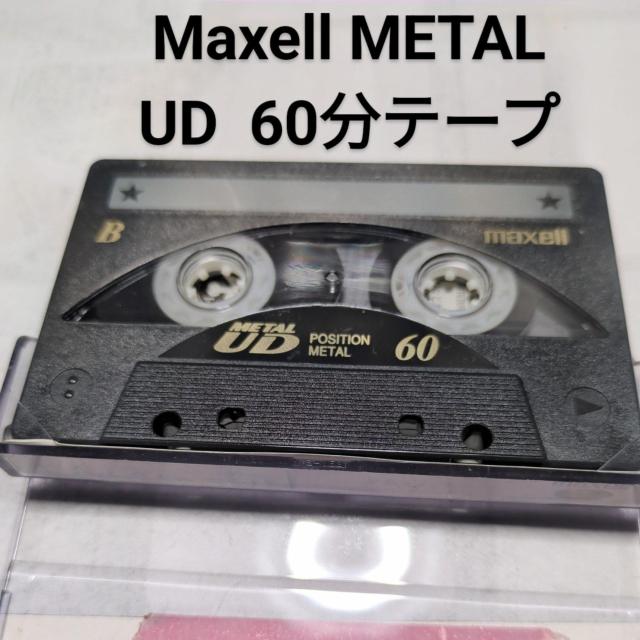 Maxell METAL
UD 60分テープ
B
maxell
METAL
UD
POSITION
METAL
60